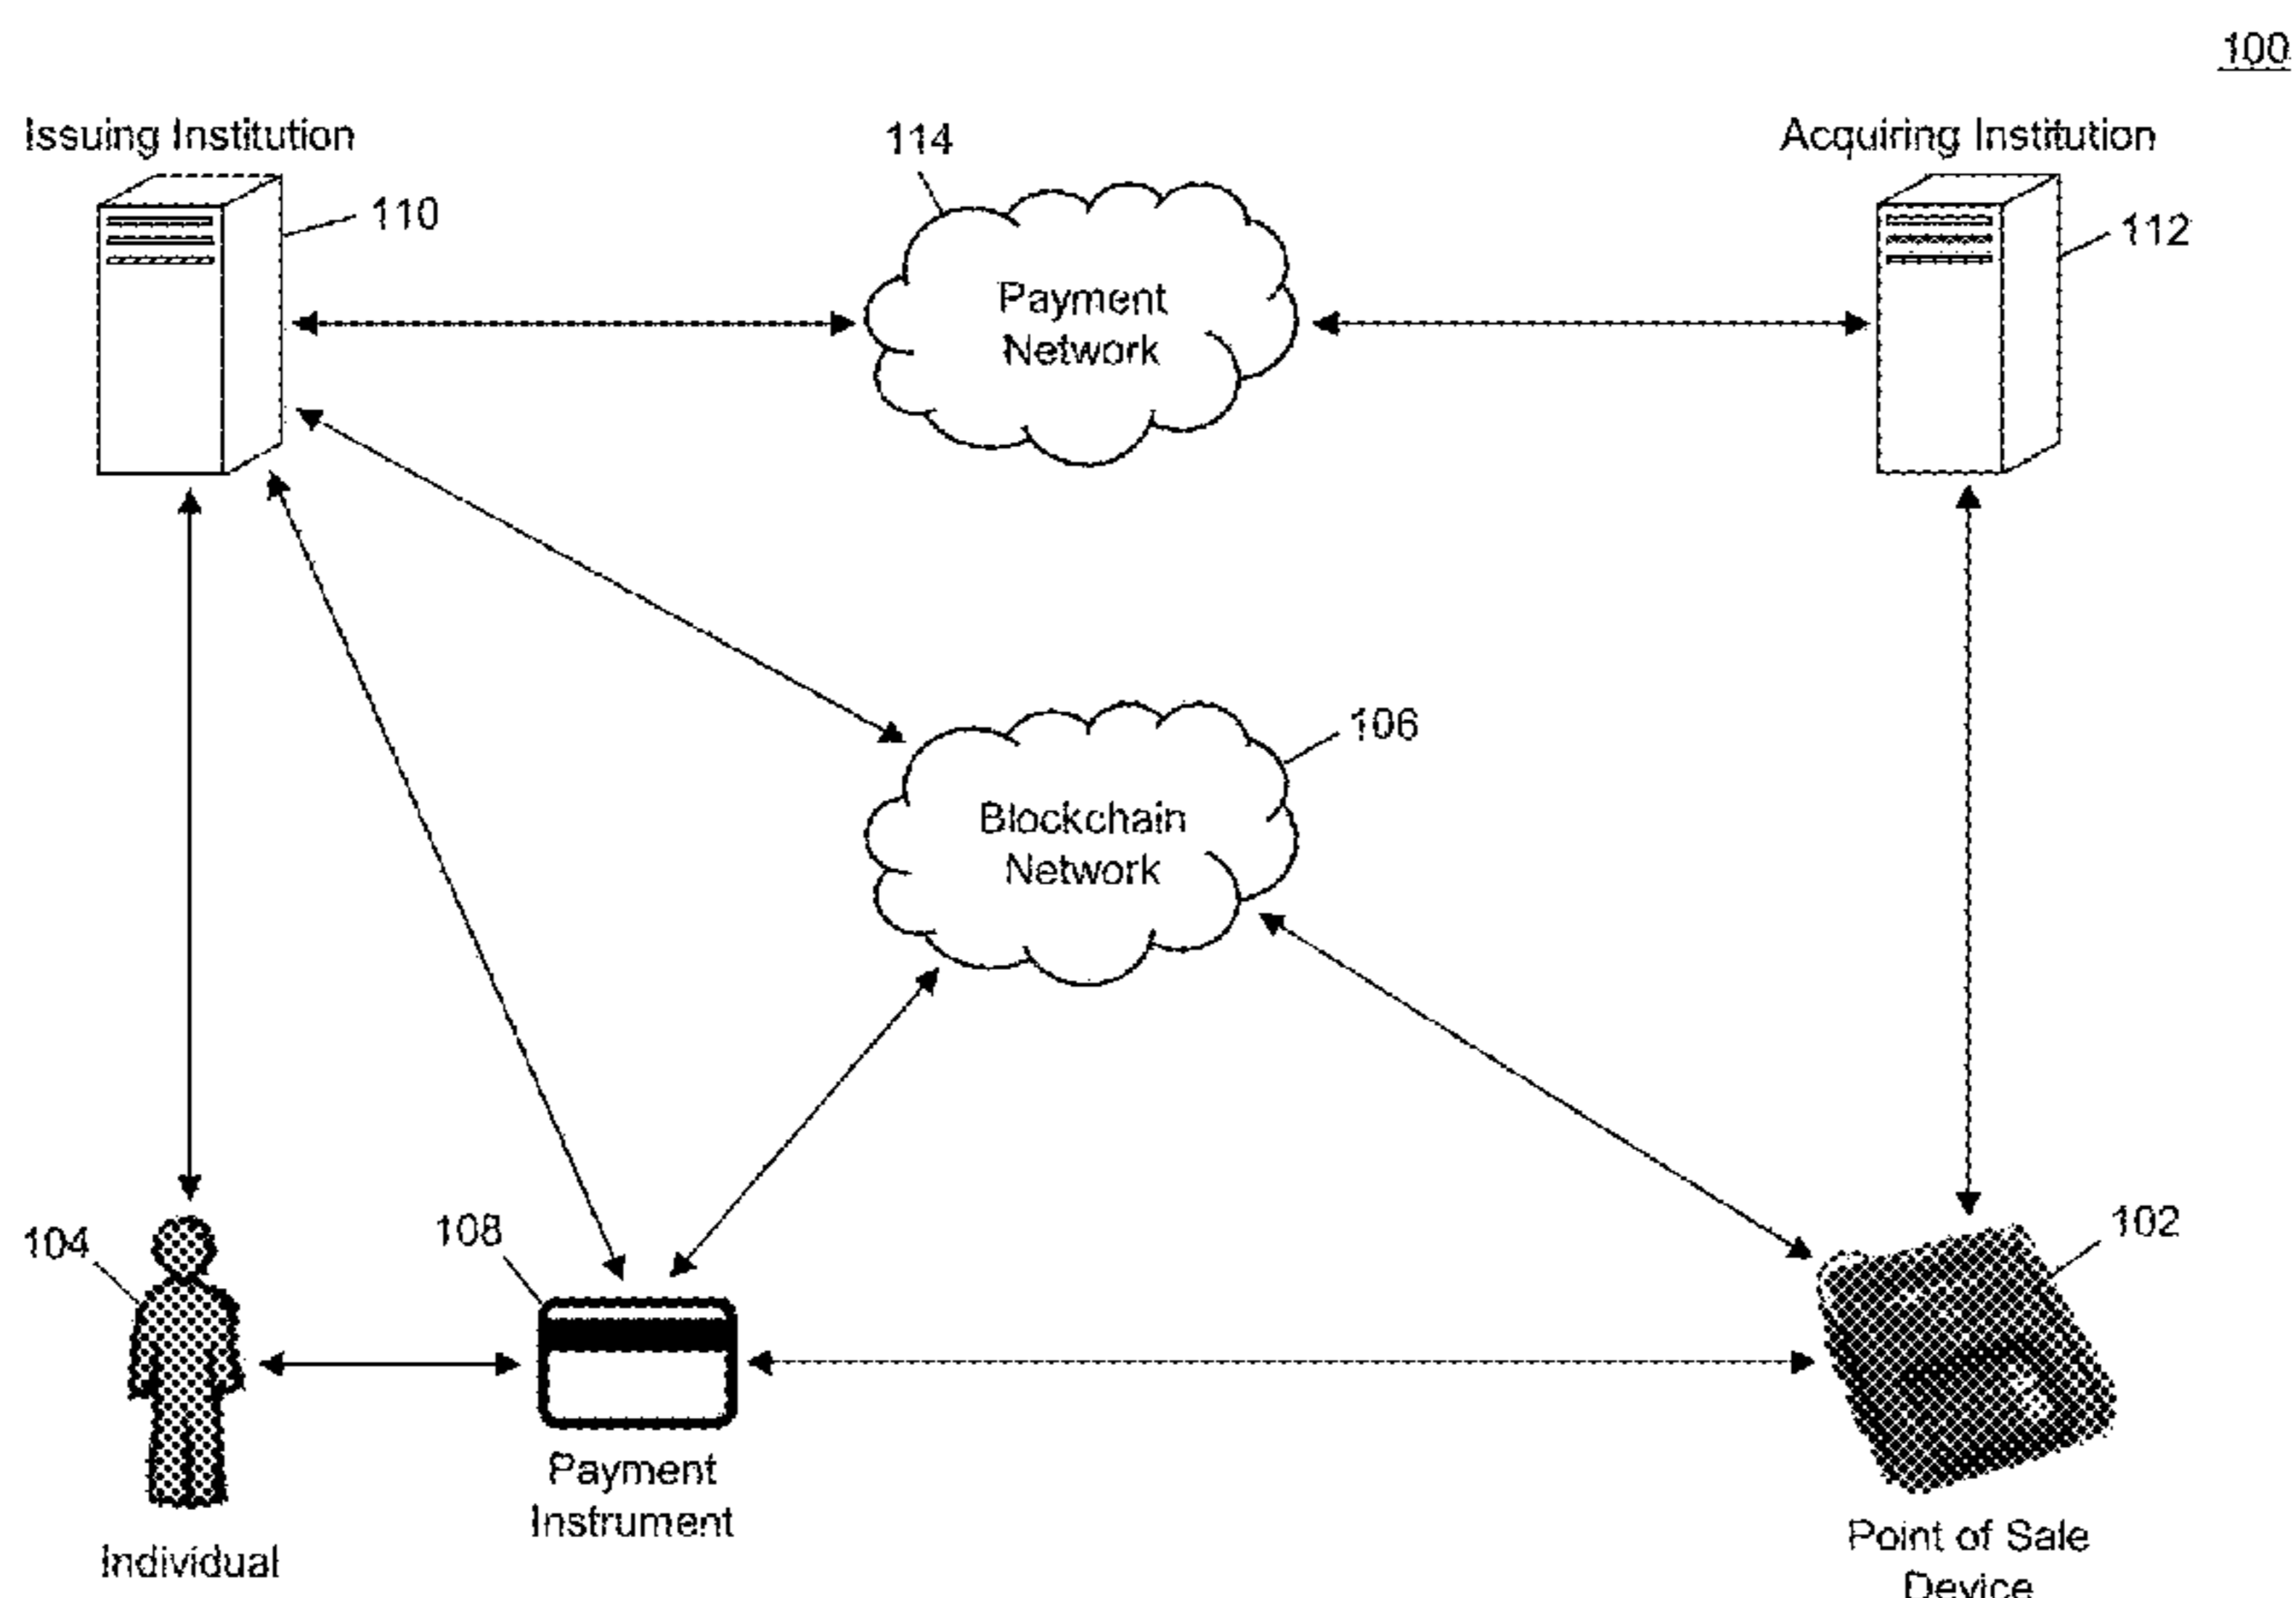 100
Issuing Institution
114
Acquiring Institution
110
112
Payment
Network
106
Blockchain
Network
104
108
102
Payment
Instrument
Individual
Point of Sale
Device